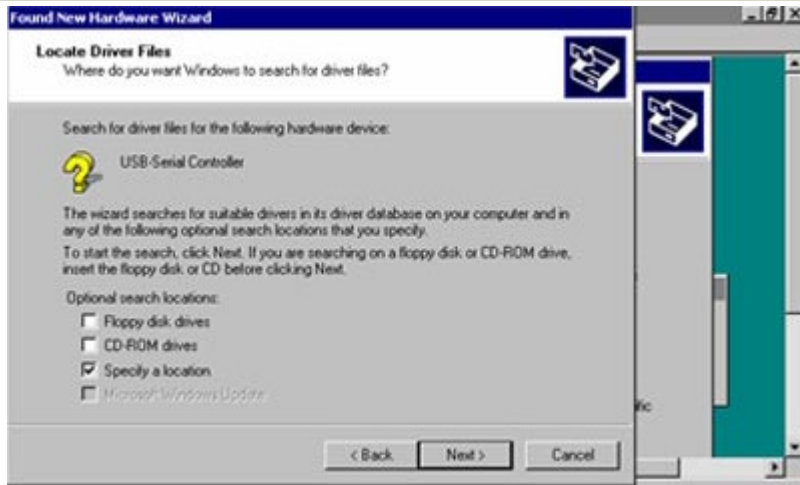 Found New Hardware Wizard
Locate Driver Files
Where do you want Windows to search for driver files?
Search for driver files for the following hardware device:
USB-Serial Controller
The wizard searches for suitable drivers in its driver database on your computer and in
any of the following optional search locations that you specify.
To start the search, click Next. If you are searching on a floppy disk or CD-ROM drive,
insert the floppy disk or CD before clicking Next.
Optional search locations:
Floppy disk drives
CD-ROM drives
Specify a location
Microsoft Windows Update
< Back
Next >
Cancel